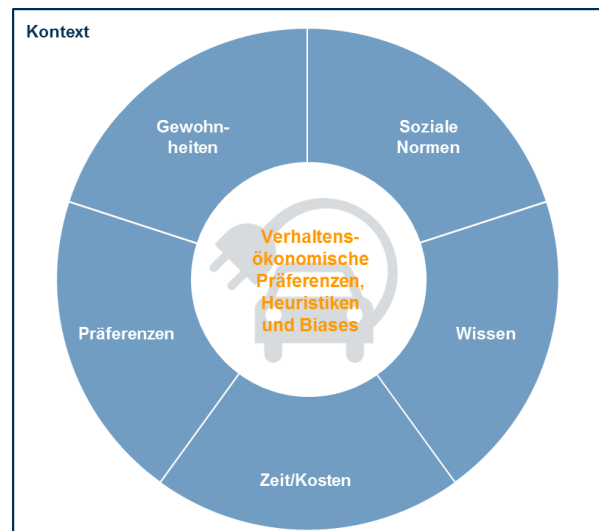 Kontext
Gewohn-
heiten
Soziale
Normen
Verhaltens-
ökonomische
Präferenzen,
Heuristiken
und Biases
Präferenzen
Wissen
Zeit/Kosten